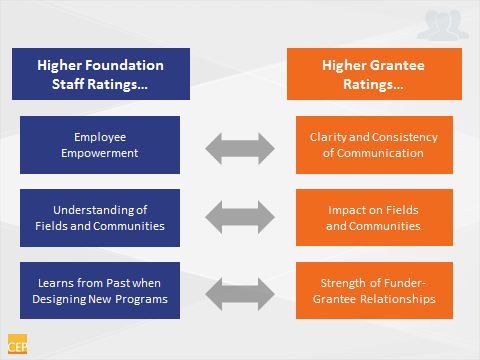 Higher Foundation
Staff Ratings...
Higher Grantee
Ratings...
Employee
Empowerment
Clarity and Consistency
of Communication
Understanding of
Fields and Communities
Impact on Fields
and Communities
Learns from Past when
Designing New Programs
Strength of Funder-
Grantee Relationships
CEP